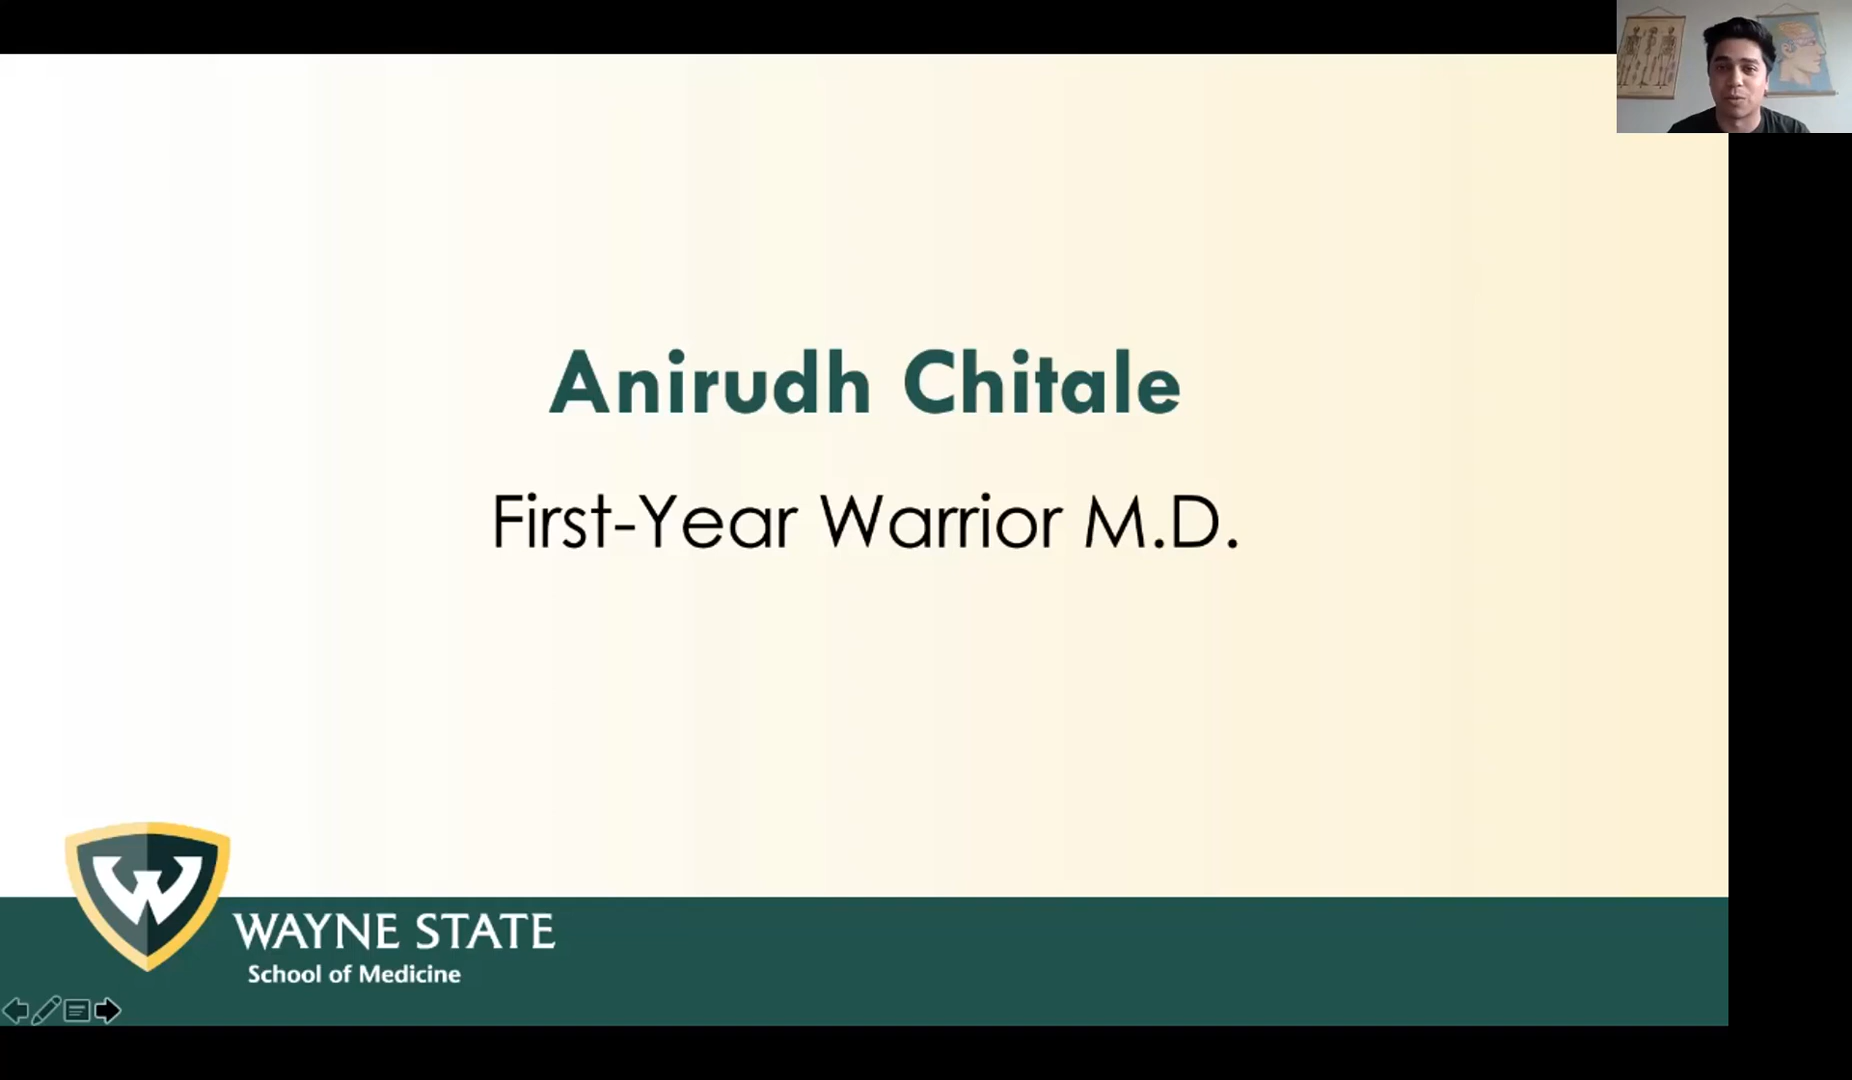 Anirudh Chitale
First-Year Warrior M.D.
W
WAYNE STATE
School of Medicine